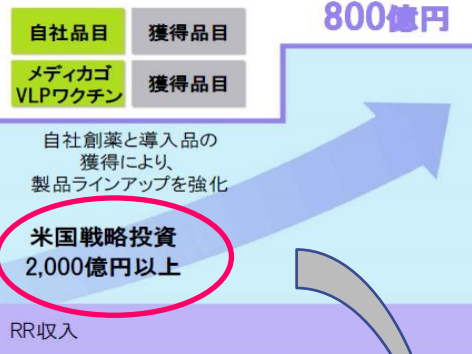 800億円
自社品目 獲得品目
メディカゴ
VLPワクチン 獲得品目
自社創薬と導入品の
獲得により、
製品ラインアップを強化
米国戦略投資
2,000億円以上
RR収入